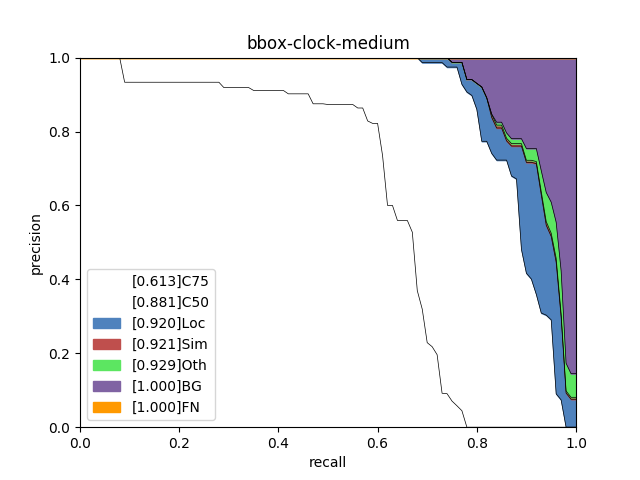 bbox-clock-medium
precision
1.0
0.8
0.6
0.4
0.2
0.0
[0.613]C75
[0.881]C50
[0.920]Loc
[0.921]Sim
[0.929]Oth
[1.000]BG
[1.000]FN
0.0 0.2 0.4 0.6 0.8 1.0
recall